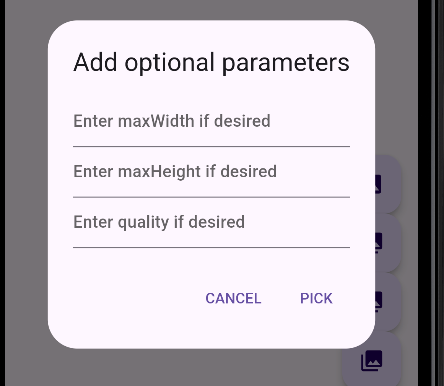 Add optional parameters
Enter maxWidth if desired
Enter maxHeight if desired
Enter quality if desired
CANCEL PICK